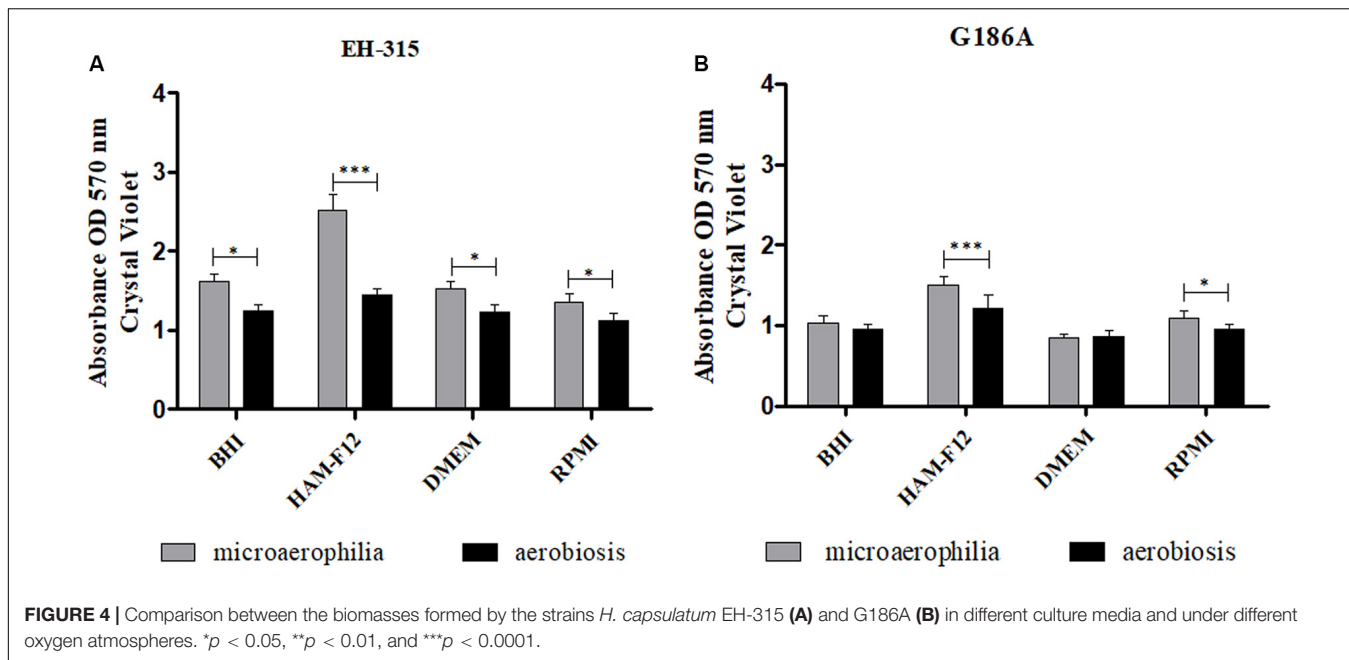 EH-315
A
Absorbance OD 570 nm
Crystal Violet
4
3
2
1
0
*
***
*
*
BHI
HAM-F12
DMEM
RPMI
microaerophilia
aerobiosis
G186A
B
Absorbance OD 570 nm
Crystal Violet
4
3
2
1
0
***
*
BHI
HAM-F12
DMEM
RPMI
microaerophilia
aerobiosis
FIGURE 4 | Comparison between the biomasses formed by the strains H. capsulatum EH-315 (A) and G186A (B) in different culture media and under different
oxygen atmospheres. *p < 0.05, **p < 0.01, and ***p < 0.0001.